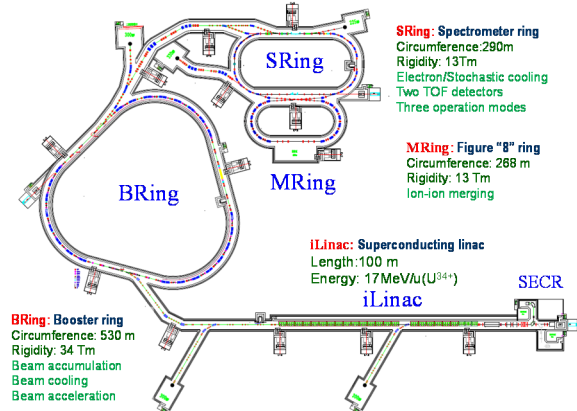 SRing: Spectrometer ring
Circumference:290m
Rigidity: 13Tm
Electron/Stochastic cooling
Two TOF detectors
Three operation modes
SRing
MRing: Figure "8" ring
Circumference: 268 m
Rigidity: 13 Tm
Ion-ion merging
MRing
BRing
iLinac: Superconducting linac
Length:100 m
Energy: 17MeV/u(U³⁴⁺)
iLinac
SECR
BRing: Booster ring
Circumference: 530 m
Rigidity: 34 Tm
Beam accumulation
Beam cooling
Beam acceleration